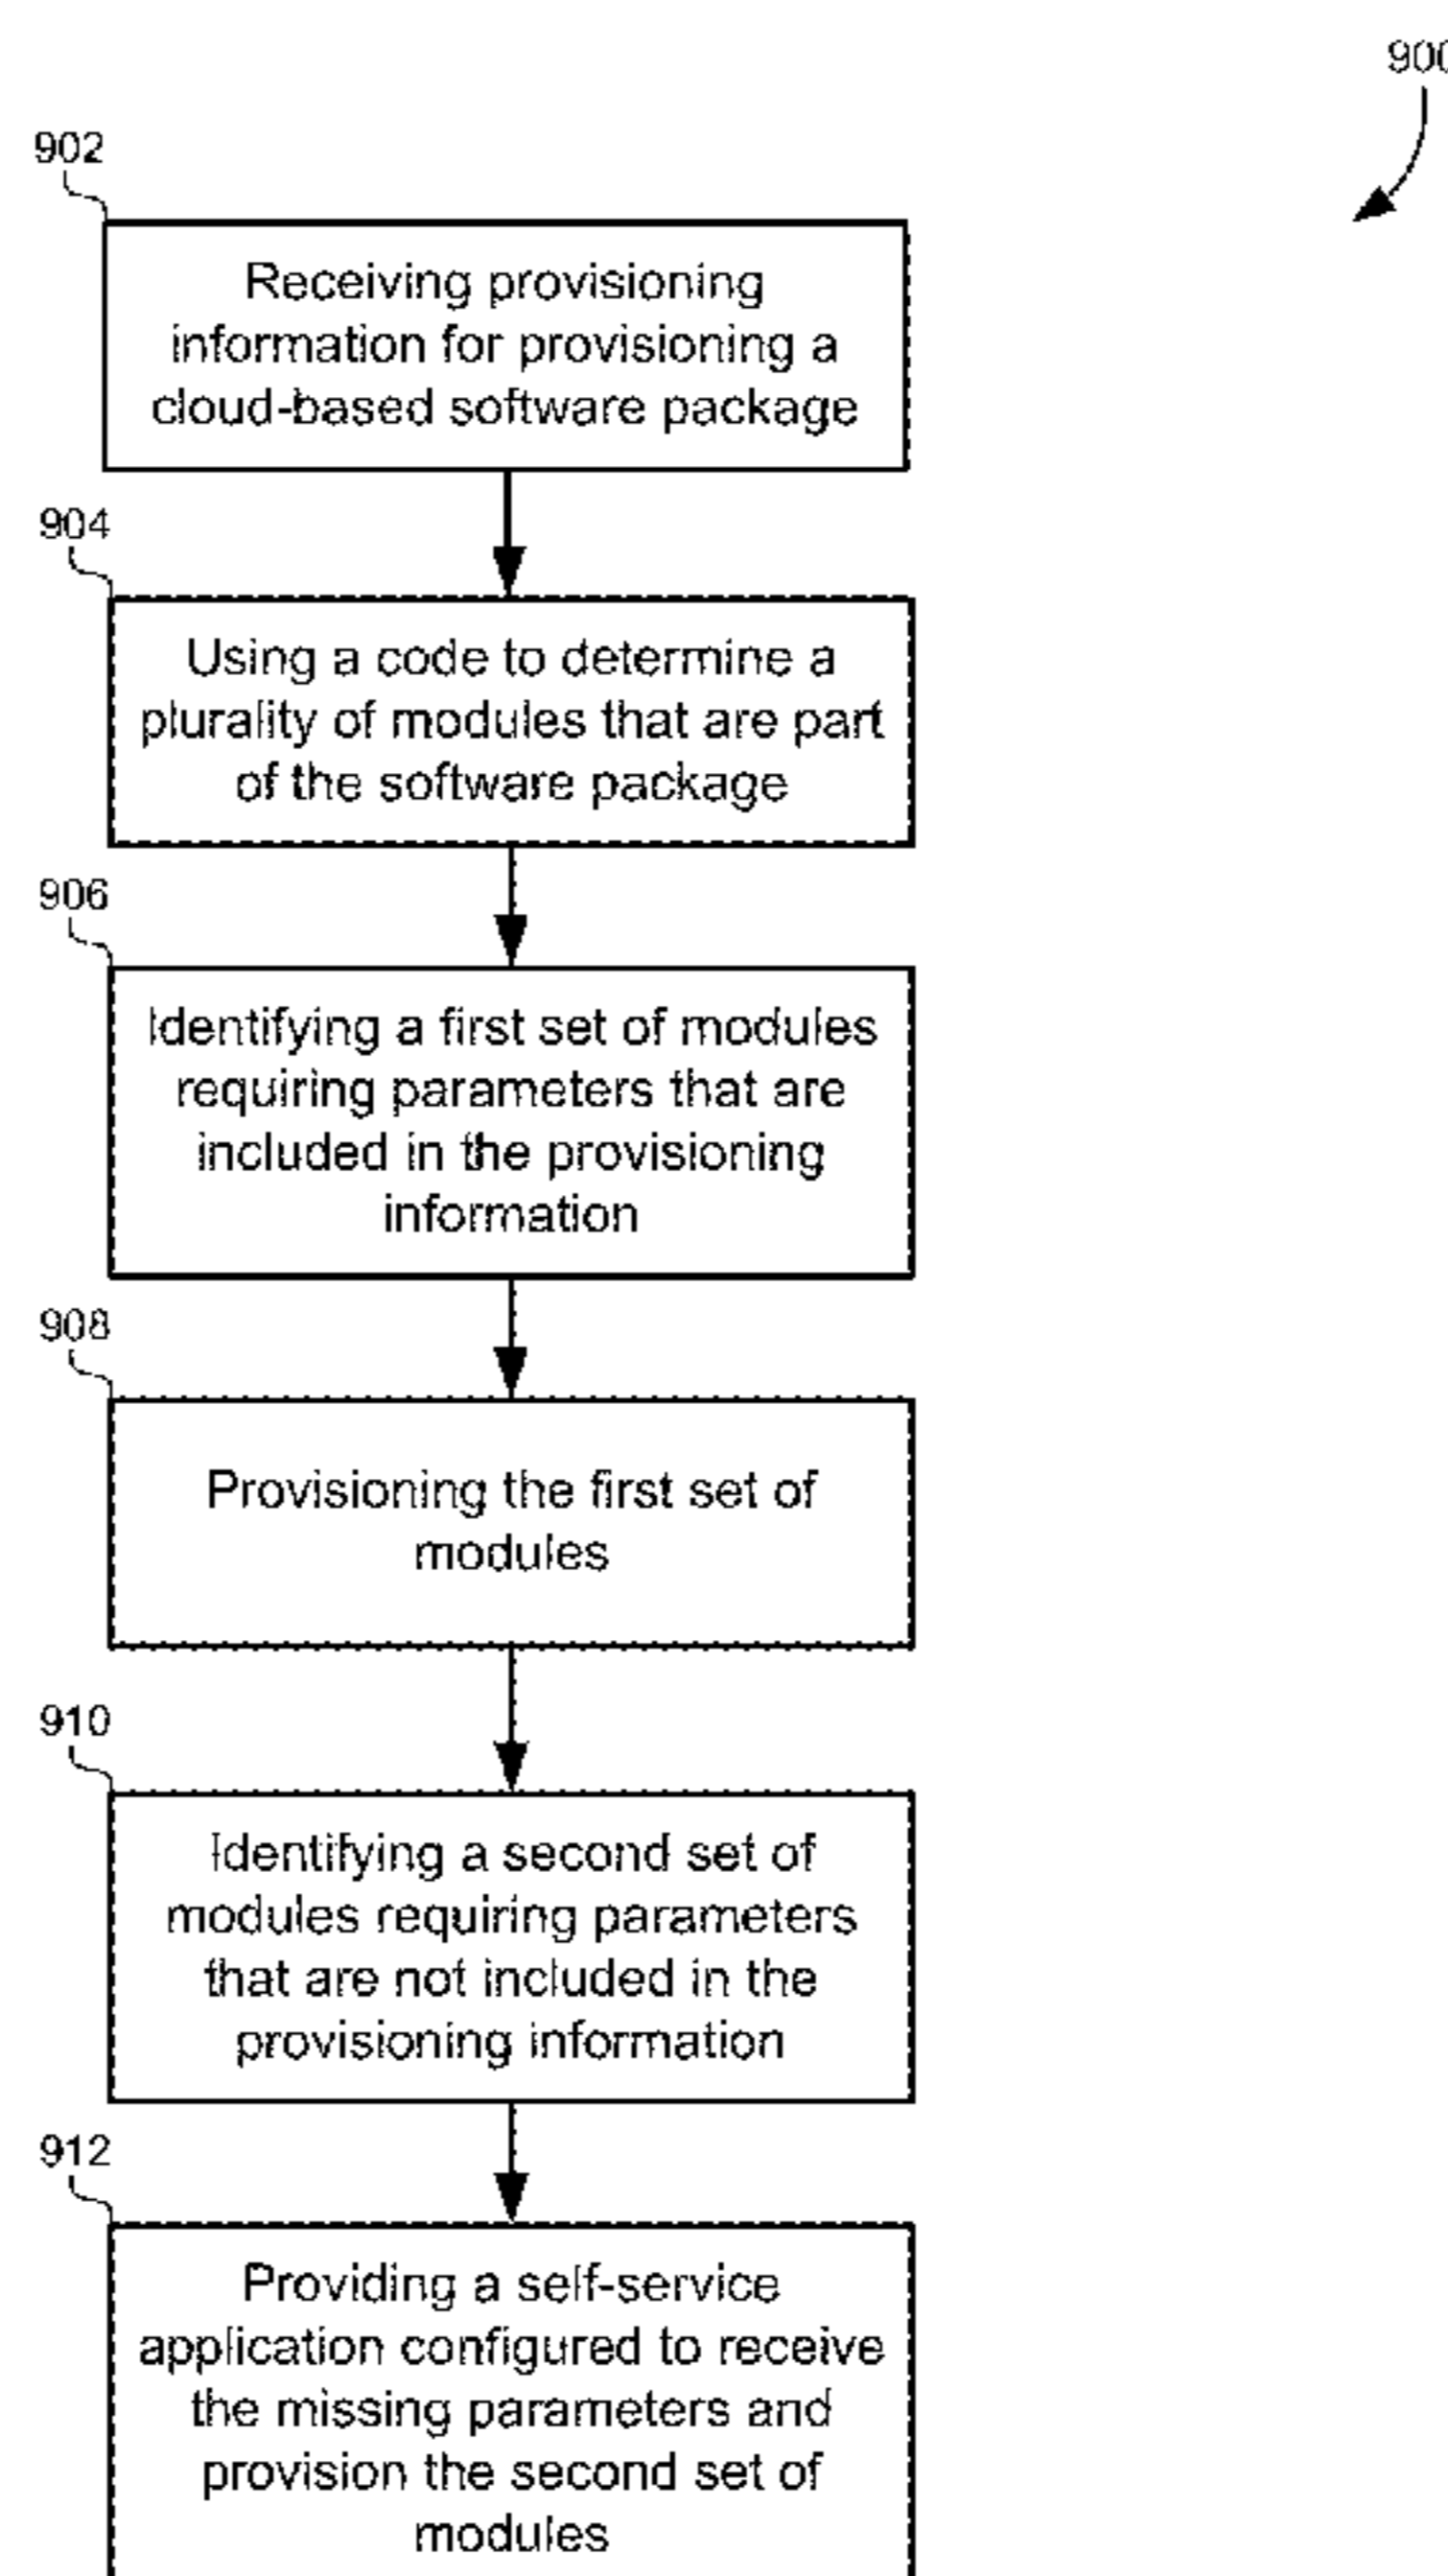 900
902
Receiving provisioning
information for provisioning a
cloud-based software package
904
Using a code to determine a
plurality of modules that are part
of the software package
906
Identifying a first set of modules
requiring parameters that are
included in the provisioning
information
908
Provisioning the first set of
modules
910
Identifying a second set of
modules requiring parameters
that are not included in the
provisioning information
912
Providing a self-service
application configured to receive
the missing parameters and
provision the second set of
modules